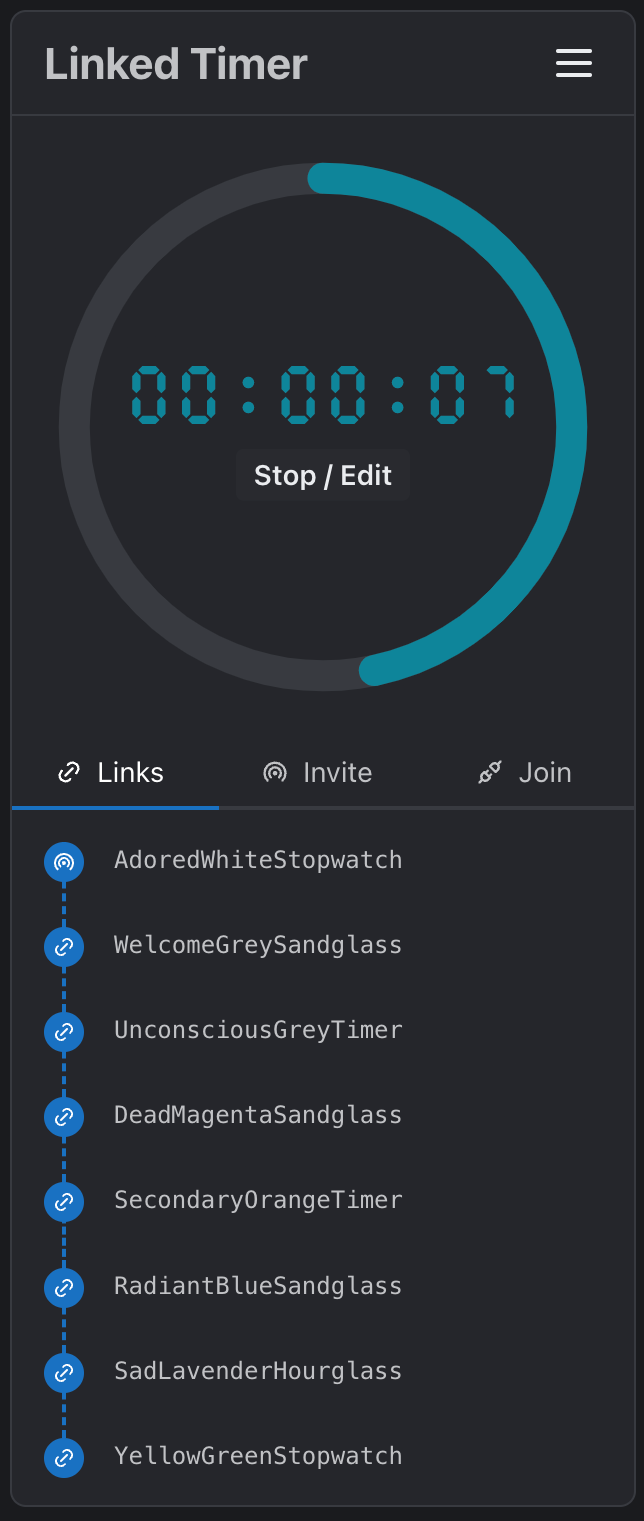 Linked Timer
00:00:07
Stop / Edit
Links Invite Join
AdoredWhiteStopwatch
WelcomeGreySandglass
UnconsciousGreyTimer
DeadMagentaSandglass
SecondaryOrangeTimer
RadiantBlueSandglass
SadLavenderHourglass
YellowGreenStopwatch